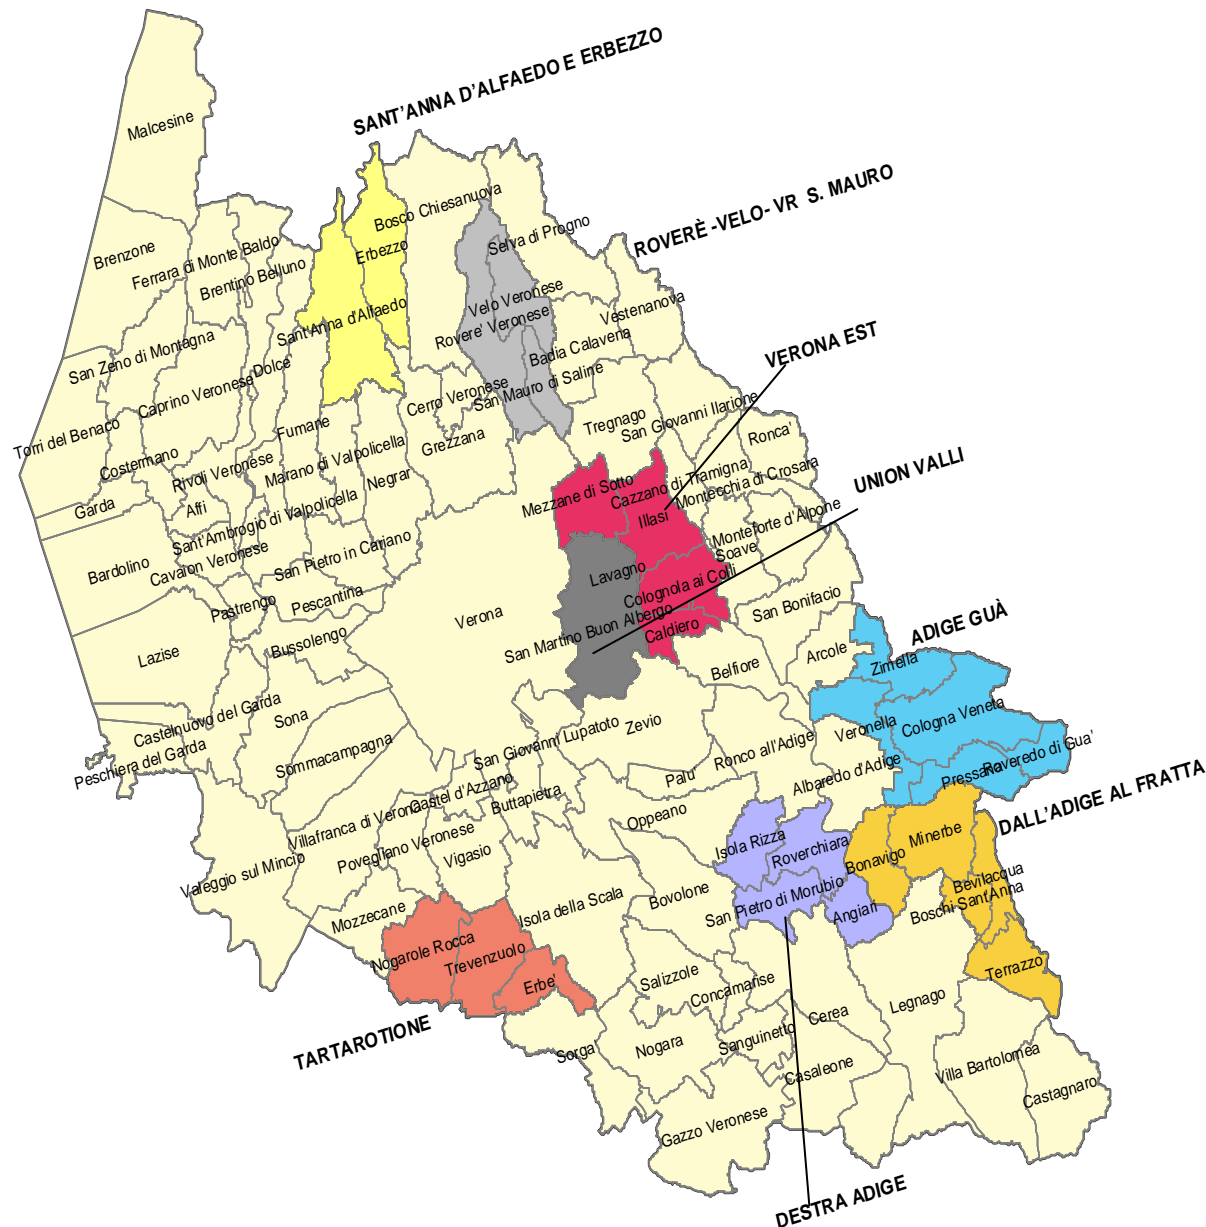 Malcesine
SANT'ANNA D'ALFAEDO E ERBEZZO
ROVERÈ -VELO- VR S. MAURO
Bosco Chiesanuova
Brenzone
Ferrara di Monte Baldo
Brentino Belluno
Erbezzo
Selva di Progno
Sant'Anna d'Alfaedo
Velo Veronese
Rovere' Veronese
Vestenanova
Badia Calavena
VERONA EST
San Zeno di Montagna
Caprino Veronese
Dolce'
Cerro Veronese
San Mauro di Saline
Torri del Benaco
Costermano
Fumane
Grezzana
Tregnago
San Giovanni Ilarione
Ronca'
Rivoli Veronese
Marano di Valpolicella
Negrar
Garda
Affi
Sant'Ambrogio di Valpolicella
Mezzane di Sotto
Cazzano di Tramigna
Illasi
Montecchia di Crosara
UNION VALLI
Monteforte d'Alpone
Soave
Bardolino
Cavaion Veronese
San Pietro in Cariano
Lavagno
Colognola ai Colli
Pastrengo
Pescantina
Verona
San Martino Buon Albergo
Caldiero
San Bonifacio
Lazise
Bussolengo
Belfiore
Arcole
ADIGE GUÀ
Zimella
Castelnuovo del Garda
Sona
Peschiera del Garda
Sommacampagna
San Giovanni Lupatoto
Zevio
Veronella
Cologna Veneta
Ronco all'Adige
Palu'
Albaredo d'Adige
Pressana
Roveredo di Gua'
Castel d'Azzano
Buttapietra
Villafranca di Verona
Povegliano Veronese
Vigasio
Oppeano
DALL'ADIGE AL FRATTA
Isola Rizza
Roverchiara
Bonavigo
Minerbe
Valeggio sul Mincio
Mozzecane
Isola della Scala
Bovolone
San Pietro di Morubio
Angiari
Bevilacqua
Boschi Sant'Anna
Nogarole Rocca
Trevenzuolo
Erbe'
Salizzole
Concamarise
Cerea
Legnago
Terrazzo
TARTAROTIONE
Sorga
Nogara
Sanguinetto
Casaleone
Villa Bartolomea
Castagnaro
Gazzo Veronese
DESTRA ADIGE